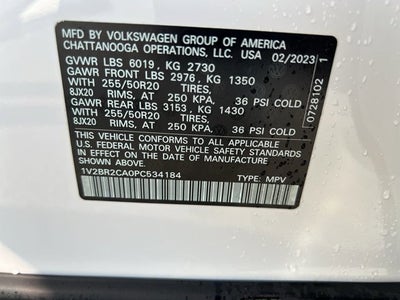 MFD BY VOLKSWAGEN GROUP OF AMERICA
CHATTANOOGA OPERATIONS, LLC. USA 02/2023
GVWR LBS 6019, KG 2730
GAWR FRONT LBS 2976, KG 1350
WITH 255/50R20 TIRES,
8JX20 RIMS, AT 250 KPA, 36 PSI COLD
GAWR REAR LBS 3153, KG 1430
WITH 255/50R20 TIRES,
8JX20 RIMS, AT 250 KPA, 36 PSI COLD
THIS VEHICLE CONFORMS TO ALL APPLICABLE
U.S. FEDERAL MOTOR VEHICLE SAFETY STANDARDS
IN EFFECT ON THE DATE OF MANUFACTURE
SHOWN ABOVE.
1V2BR2CA0PC534184 TYPE: MPV
0728102 1